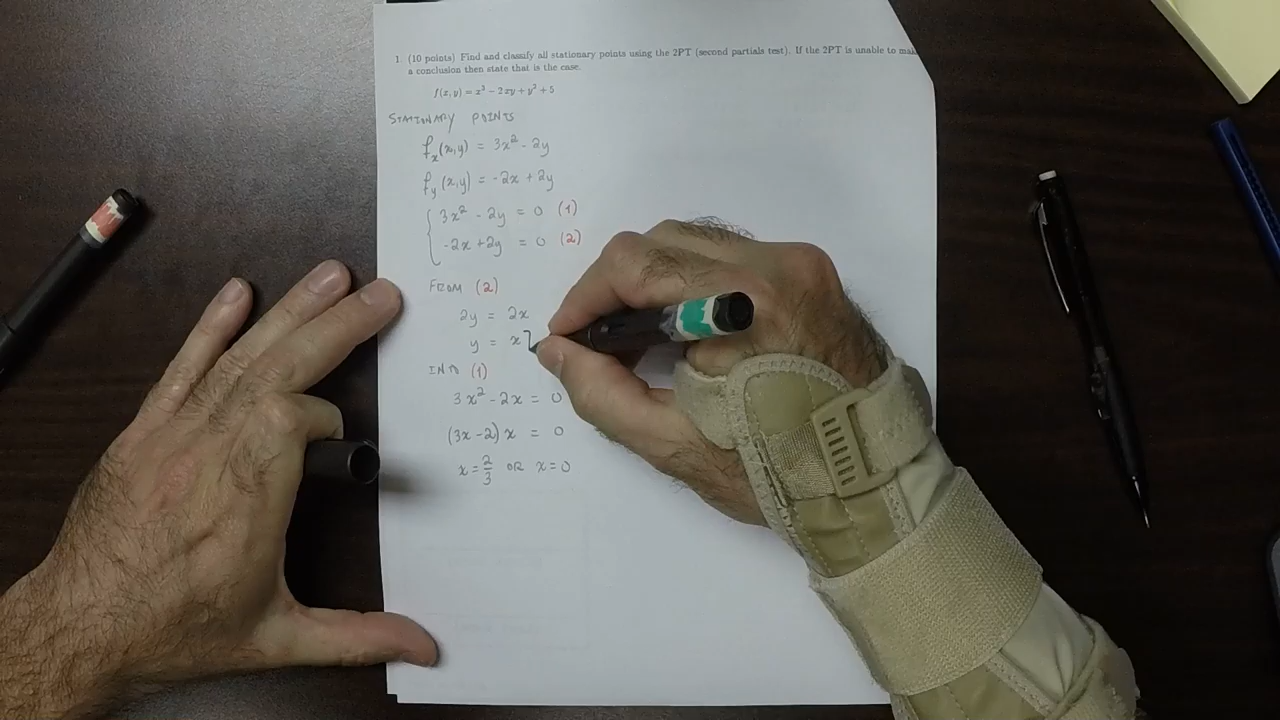 1. (10 points) Find and classify all stationary points using the 2PT (second partials test). If the 2PT is unable to make
a conclusion then state that is the case.
f(x, y) = x³ − 2xy + y² + 5
STATIONARY POINTS
fₓ(x,y) = 3x² - 2y
f_y(x,y) = -2x + 2y
{ 3x² - 2y = 0 (1)
-2x + 2y = 0 (2)
FROM (2)
2y = 2x
y = x
INTO (1)
3x² - 2x = 0
(3x-2)x = 0
x = 2/3 OR x = 0